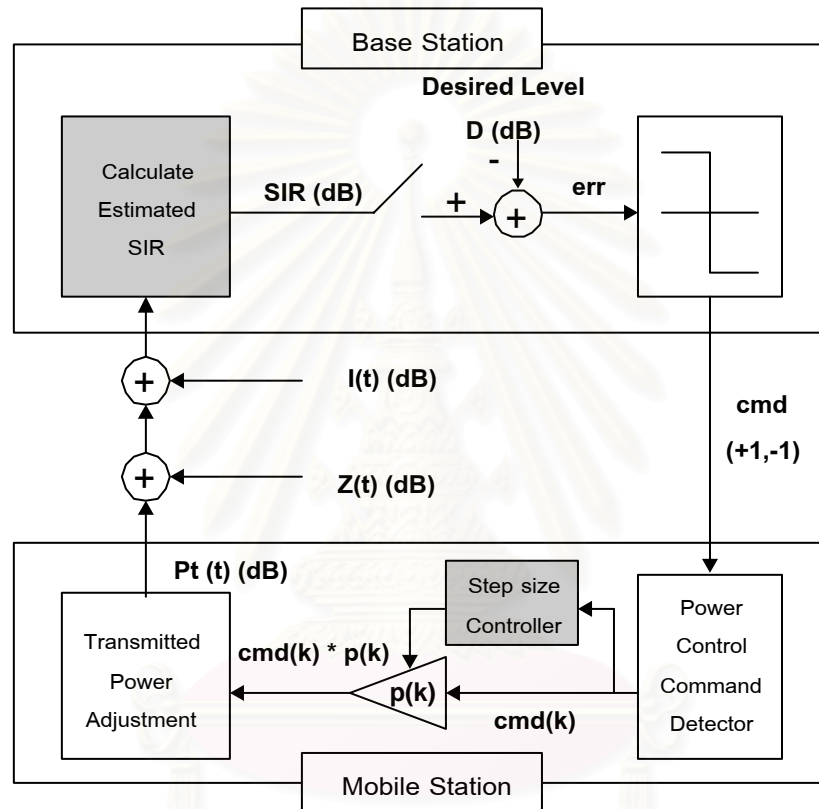 Base Station
Desired Level
D (dB)
-
Calculate
Estimated
SIR
SIR (dB)
+
+
err
+
I(t) (dB)
cmd
(+1,-1)
+
Z(t) (dB)
Pt (t) (dB)
Step size
Controller
Power
Control
Command
Detector
Transmitted
Power
Adjustment
cmd(k) * p(k)
p(k)
cmd(k)
Mobile Station